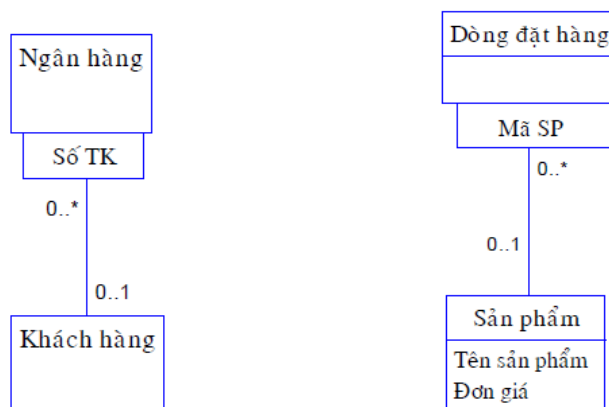 Ngân hàng
Số TK
0..*
0..1
Khách hàng
Dòng đặt hàng
Mã SP
0..*
0..1
Sản phẩm
Tên sản phẩm
Đơn giá